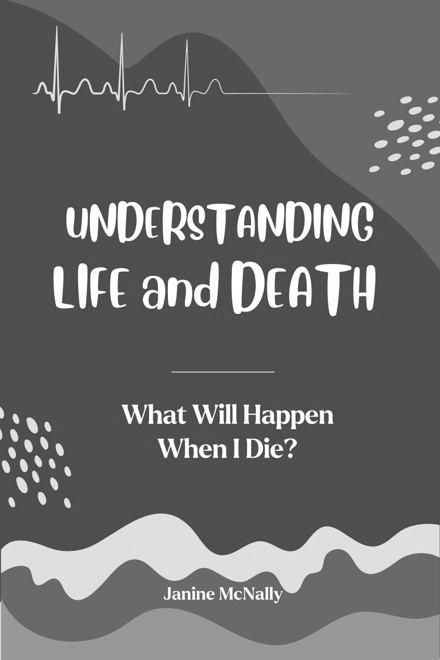 UNDERSTANDING
LIFE and DEATH
What Will Happen
When I Die?
Janine McNally